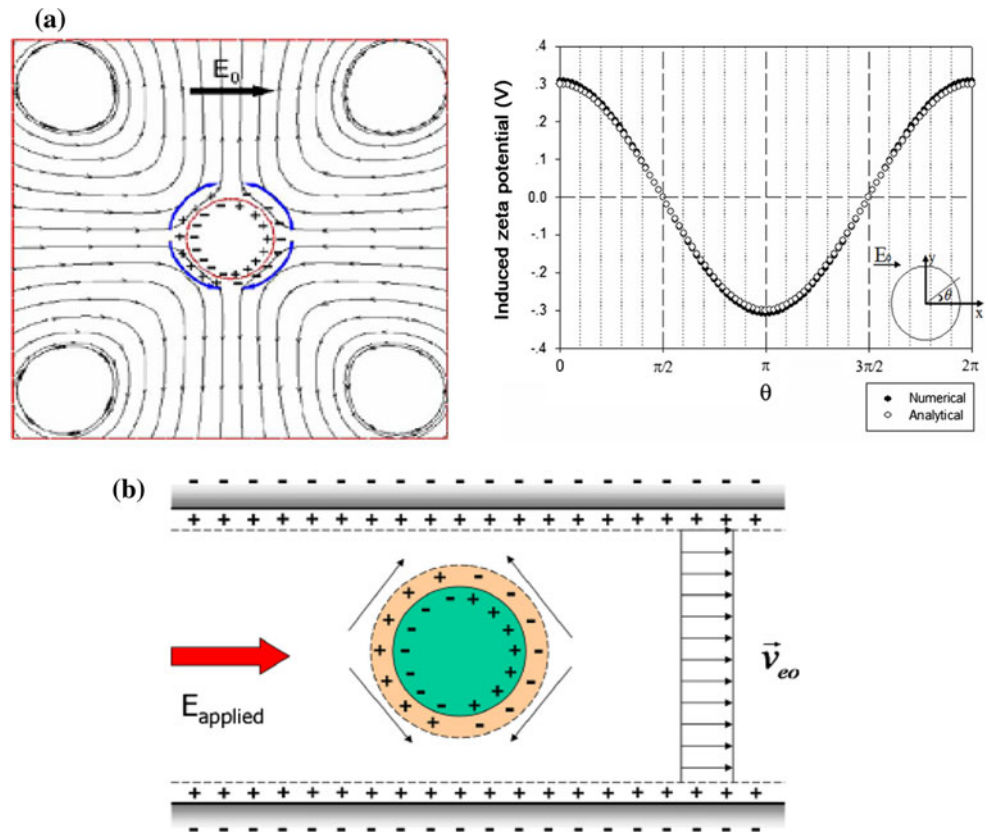 (a)
E₀
Induced zeta potential (V)
.4
.3
.2
.1
0.0
-.1
-.2
-.3
-.4
E₀
y
θ
x
0
π/2
π
3π/2
2π
θ
Numerical
Analytical
(b)
- - - - - - - - - - - - - - - - - - - -
+ + + + + + + + + + + + + + + + + + + +
E applied
v eo
+ + + + + + + + + + + + + + + + + + + +
- - - - - - - - - - - - - - - - - - - -